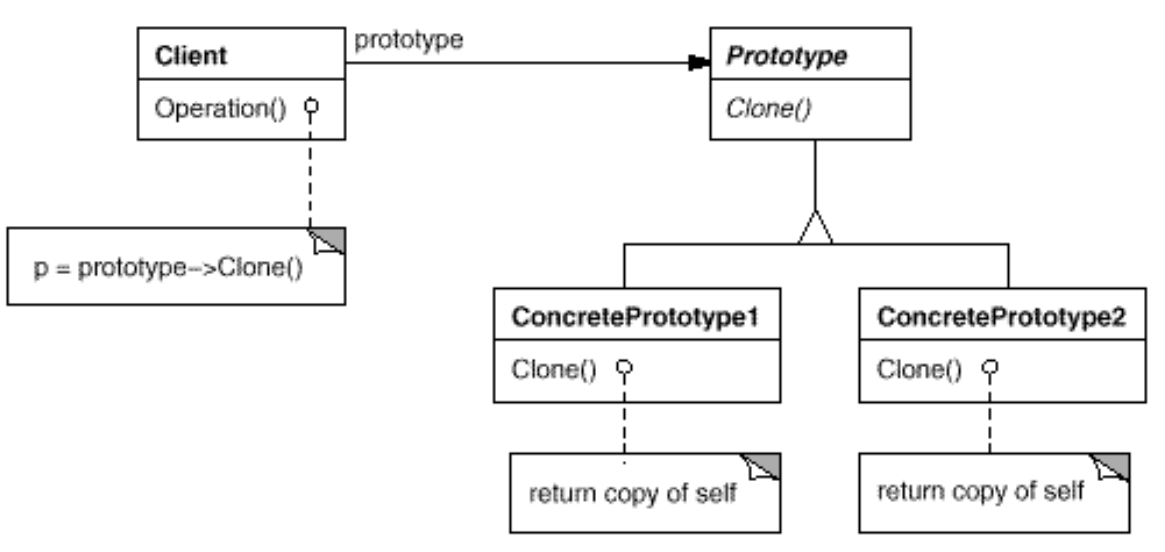 Client
Operation()
prototype
Prototype
Clone()
p = prototype–>Clone()
ConcretePrototype1
Clone()
ConcretePrototype2
Clone()
return copy of self
return copy of self